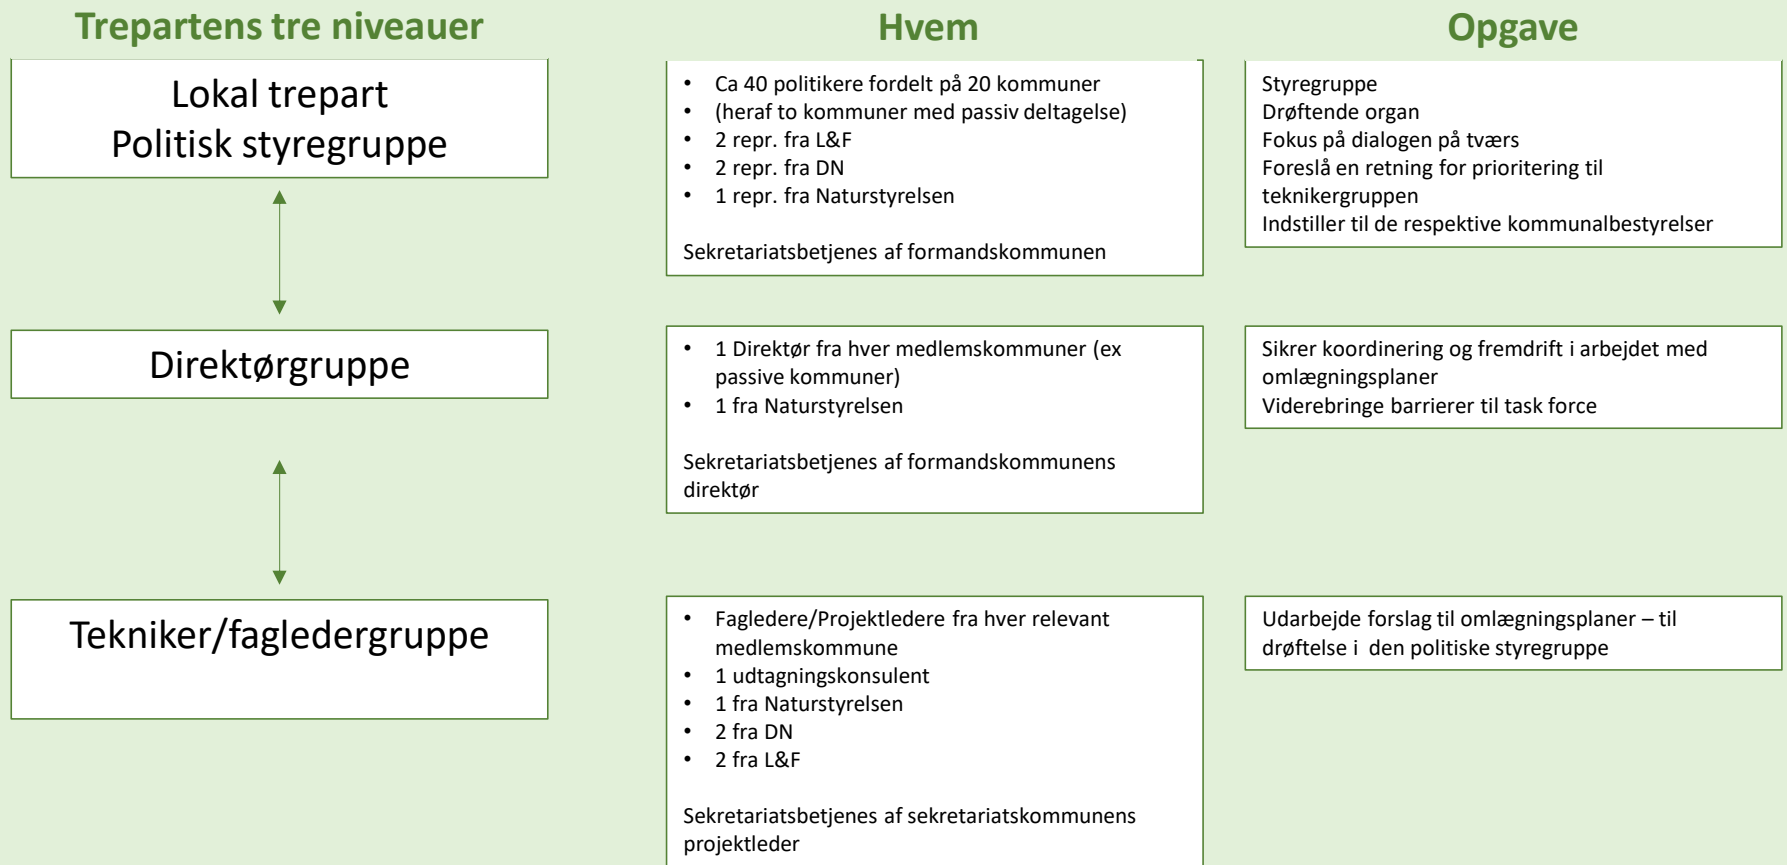 Trepartens tre niveauer
Hvem
Opgave
Lokal trepart
Politisk styregruppe
• Ca 40 politikere fordelt på 20 kommuner
• (heraf to kommuner med passiv deltagelse)
• 2 repr. fra L&F
• 2 repr. fra DN
• 1 repr. fra Naturstyrelsen
Sekretariatsbetjenes af formandskommunen
Styregruppe
Drøftende organ
Fokus på dialogen på tværs
Foreslå en retning for prioritering til
teknikergruppen
Indstiller til de respektive kommunalbestyrelser
Direktørgruppe
• 1 Direktør fra hver medlemskommuner (ex
passive kommuner)
• 1 fra Naturstyrelsen
Sekretariatsbetjenes af formandskommunens
direktør
Sikrer koordinering og fremdrift i arbejdet med
omlægningsplaner
Viderebringe barrierer til task force
Tekniker/fagledergruppe
• Fagledere/Projektledere fra hver relevant
medlemskommune
• 1 udtagningskonsulent
• 1 fra Naturstyrelsen
• 2 fra DN
• 2 fra L&F
Sekretariatsbetjenes af sekretariatskommunens
projektleder
Udarbejde forslag til omlægningsplaner – til
drøftelse i den politiske styregruppe